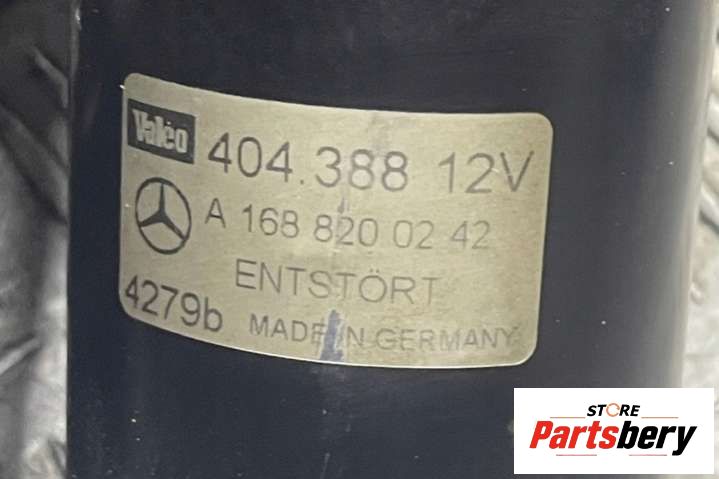 Valeo 404.388 12V
A 168 820 02 42
ENTSTÖRT
4279b MADE IN GERMANY
STORE
Partsbery